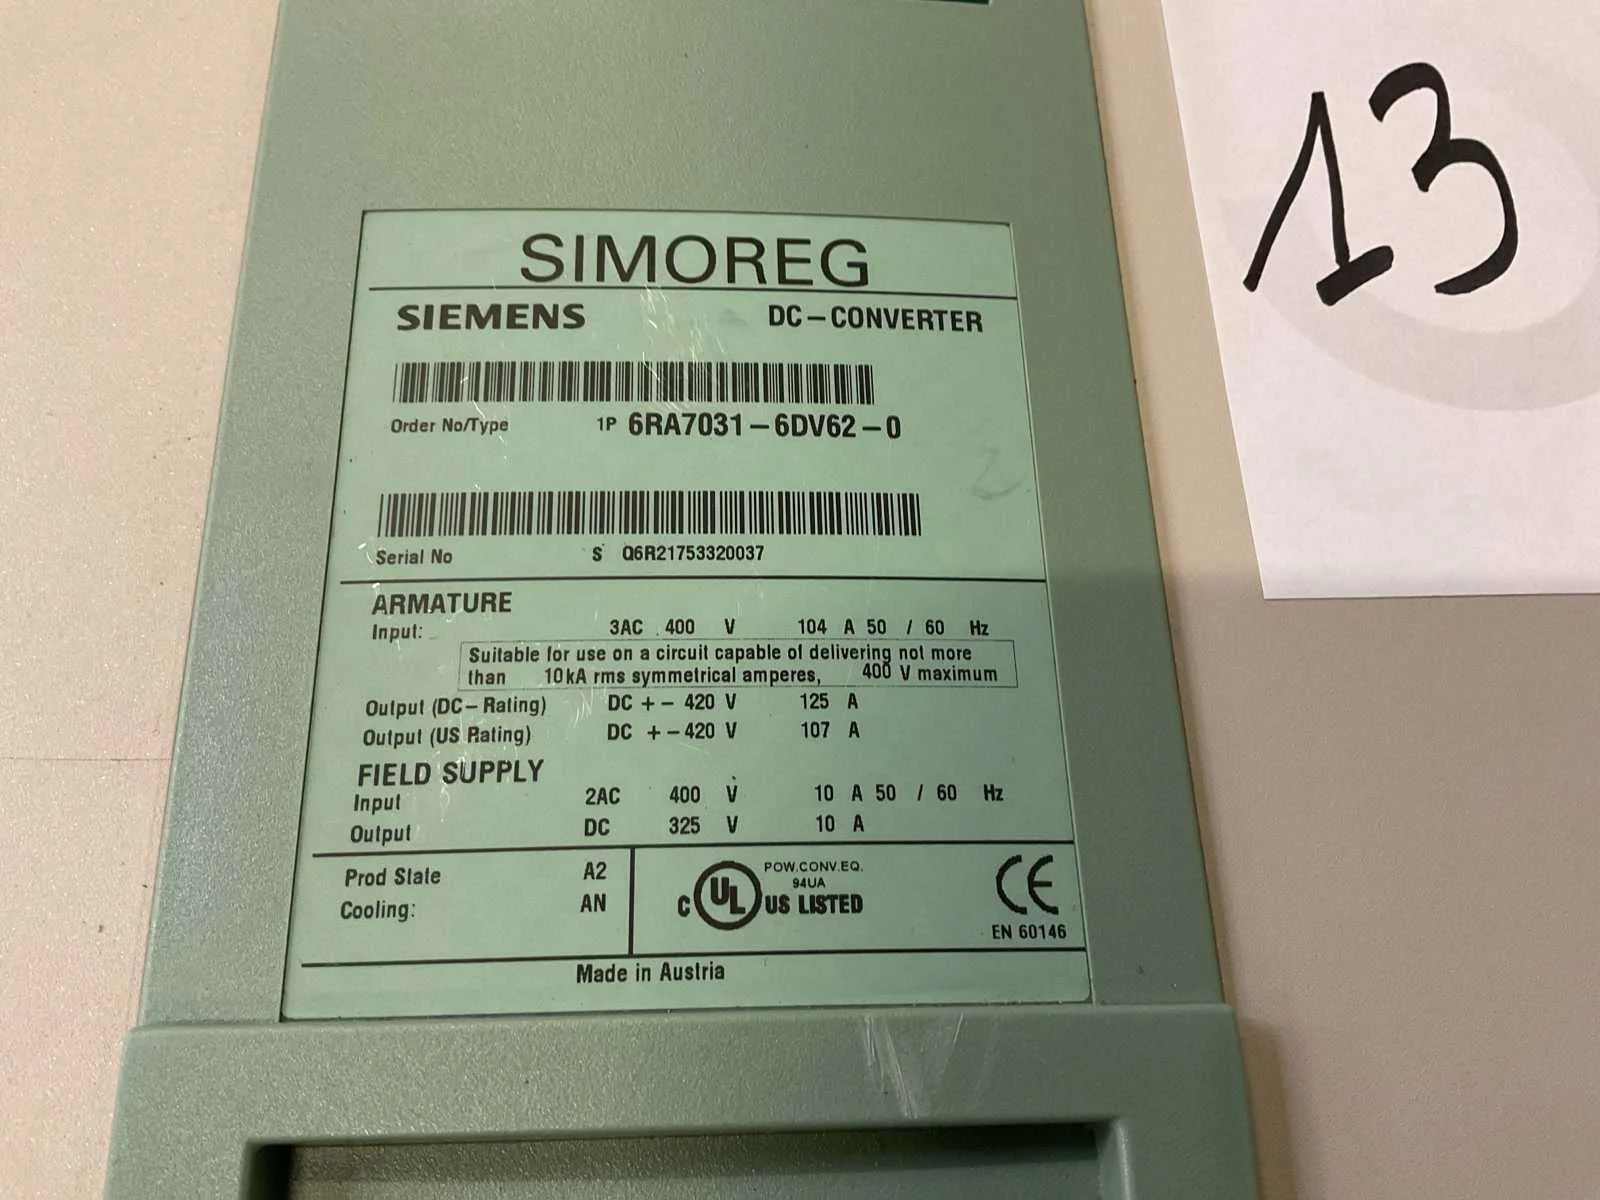 13
SIMOREG
SIEMENS DC-CONVERTER
Order No/Type 1P 6RA7031-6DV62-0
Serial No S Q6R21753320037
ARMATURE
Input: 3AC 400 V 104 A 50 / 60 Hz
Suitable for use on a circuit capable of delivering not more
than 10kA rms symmetrical amperes, 400 V maximum
Output (DC-Rating) DC +- 420 V 125 A
Output (US Rating) DC +- 420 V 107 A
FIELD SUPPLY
Input 2AC 400 V 10 A 50 / 60 Hz
Output DC 325 V 10 A
Prod State A2
Cooling: AN
C UL US LISTED
POW.CONV.EQ.
94UA
CE
EN 60146
Made in Austria